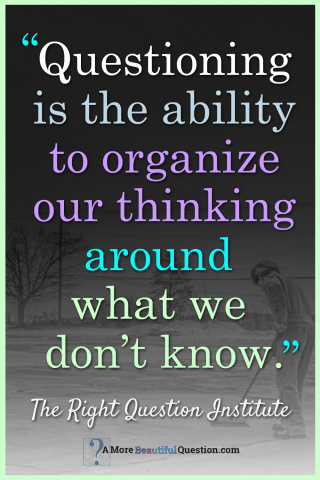 “Questioning
is the ability
to organize
our thinking
around
what we
don’t know.”
The Right Question Institute
? A More Beautiful Question.com